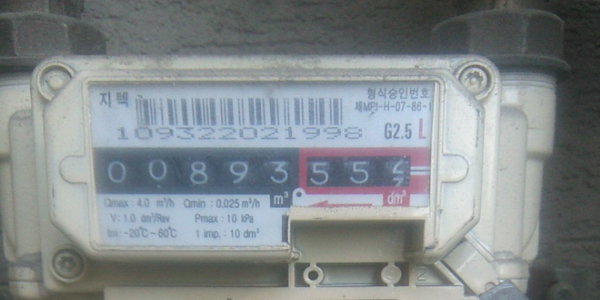 지텍
형식승인번호
제MP1-H-07-86-1
109322021998
G2.5 L
0 0 8 9 3 5 5
m³ dm³
Qmax : 4.0 m³/h Qmin : 0.025 m³/h
V : 1.0 dm³/Rev Pmax : 10 kPa
tm: -20℃~60℃ 1 imp. : 10 dm³
2